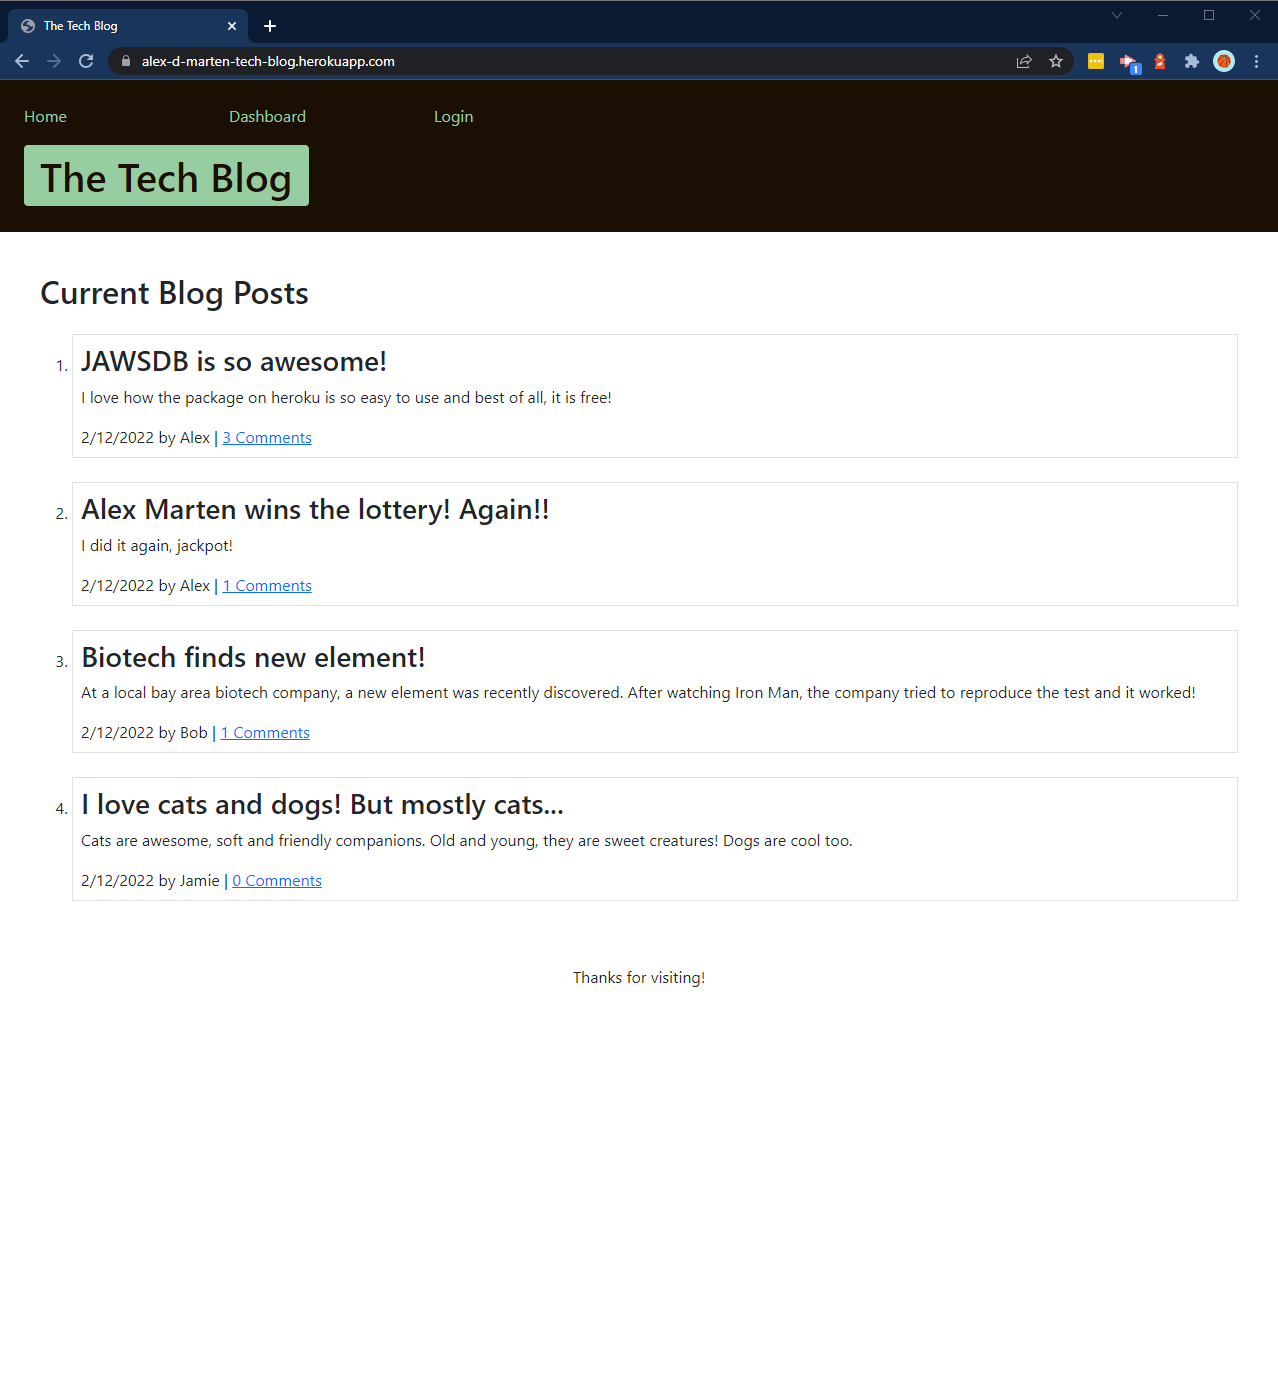 The Tech Blog
alex-d-marten-tech-blog.herokuapp.com
1
Home Dashboard Login
The Tech Blog
Current Blog Posts
1. JAWSDB is so awesome!
I love how the package on heroku is so easy to use and best of all, it is free!
2/12/2022 by Alex | 3 Comments
2. Alex Marten wins the lottery! Again!!
I did it again, jackpot!
2/12/2022 by Alex | 1 Comments
3. Biotech finds new element!
At a local bay area biotech company, a new element was recently discovered. After watching Iron Man, the company tried to reproduce the test and it worked!
2/12/2022 by Bob | 1 Comments
4. I love cats and dogs! But mostly cats...
Cats are awesome, soft and friendly companions. Old and young, they are sweet creatures! Dogs are cool too.
2/12/2022 by Jamie | 0 Comments
Thanks for visiting!